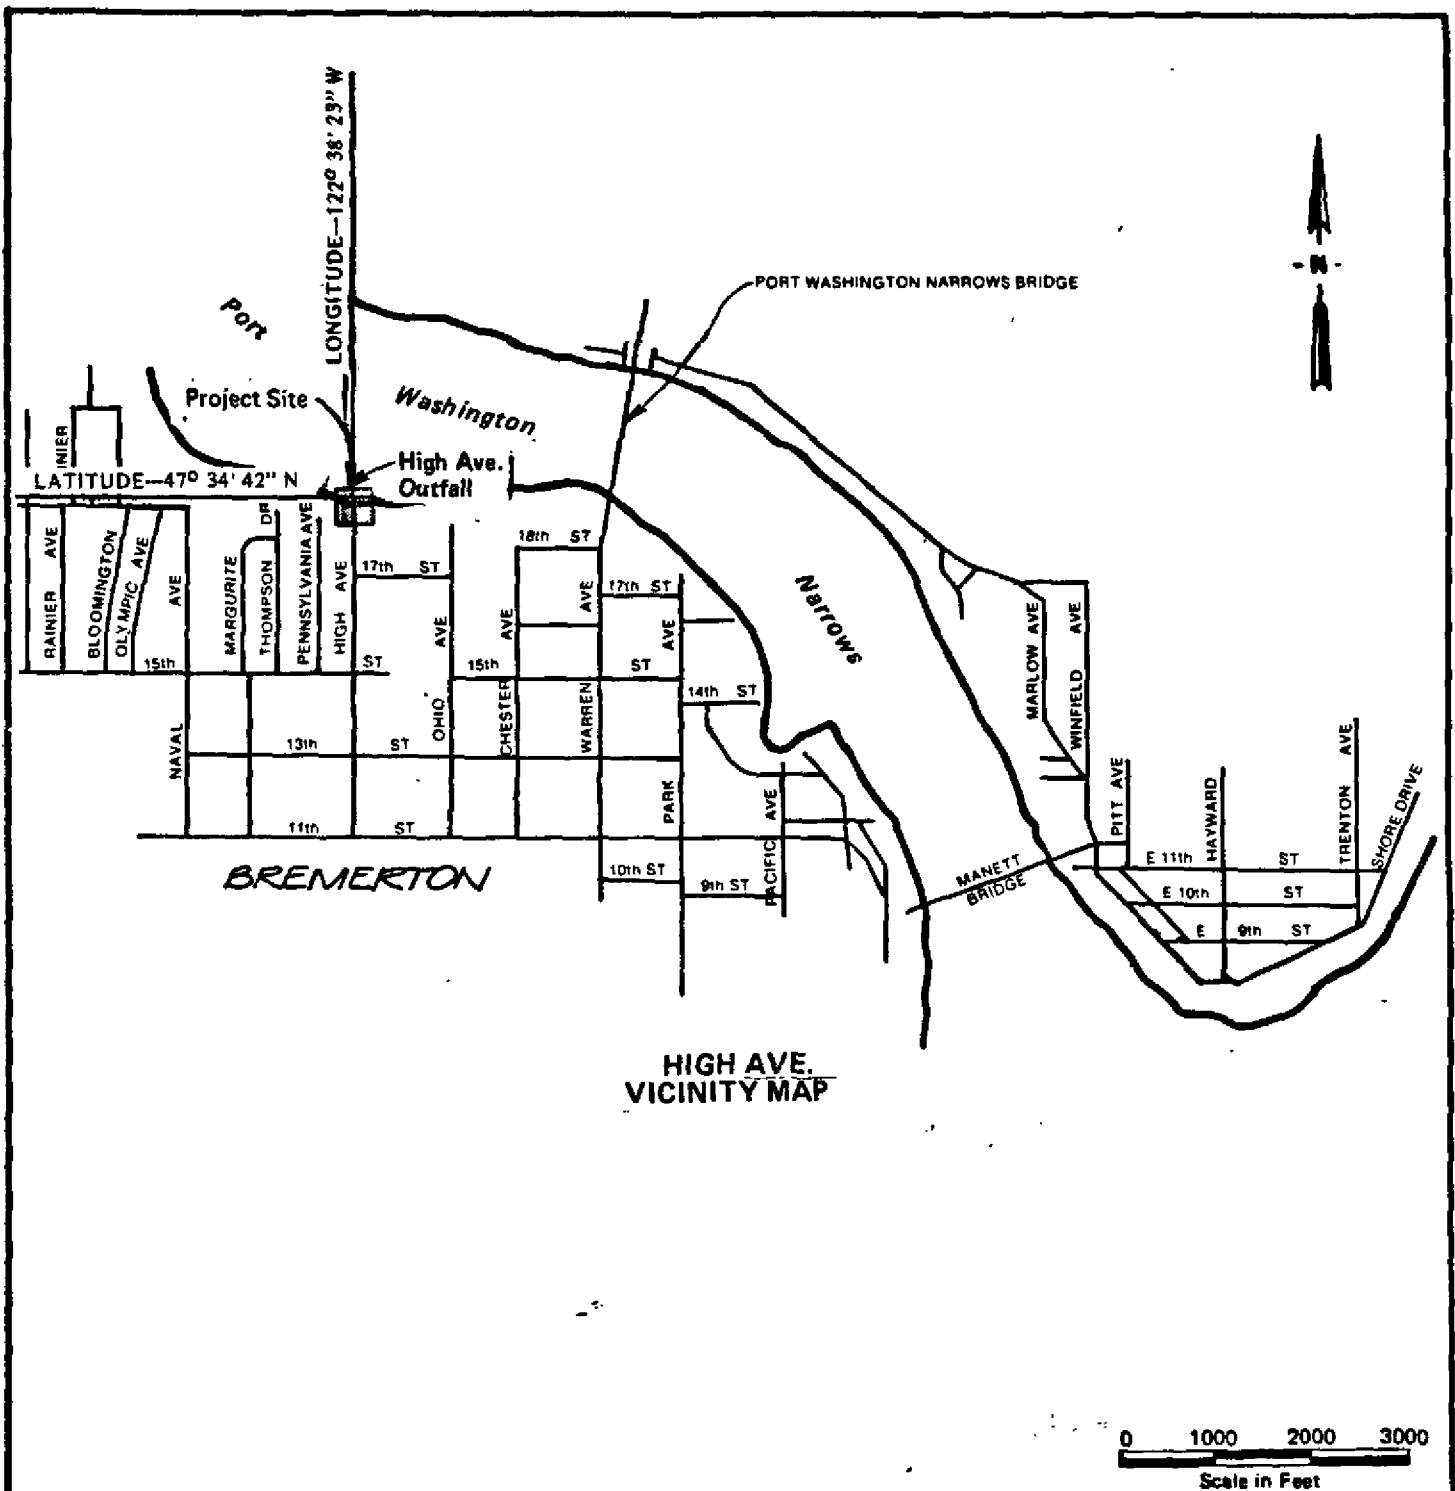 LONGITUDE—122° 38' 23" W
- N -
PORT WASHINGTON NARROWS BRIDGE
Port
Washington
Narrows
Project Site
High Ave.
Outfall
LATITUDE—47° 34' 42" N
RAINIER AVE
BLOOMINGTON
OLYMPIC AVE
NAVAL AVE
MARGURITE
THOMPSON DR
PENNSYLVANIA AVE
HIGH AVE
17th ST
OHIO AVE
18th ST
CHESTER AVE
WARREN AVE
17th ST
PARK AVE
15th ST
15th ST
14th ST
13th ST
11th ST
10th ST
9th ST
PACIFIC AVE
BREMERTON
MANETT
BRIDGE
MARLOW AVE
WINFIELD AVE
PITT AVE
HAYWARD
TRENTON AVE
SHORE DRIVE
E 11th ST
E 10th ST
E 9th ST
HIGH AVE.
VICINITY MAP
0 1000 2000 3000
Scale in Feet